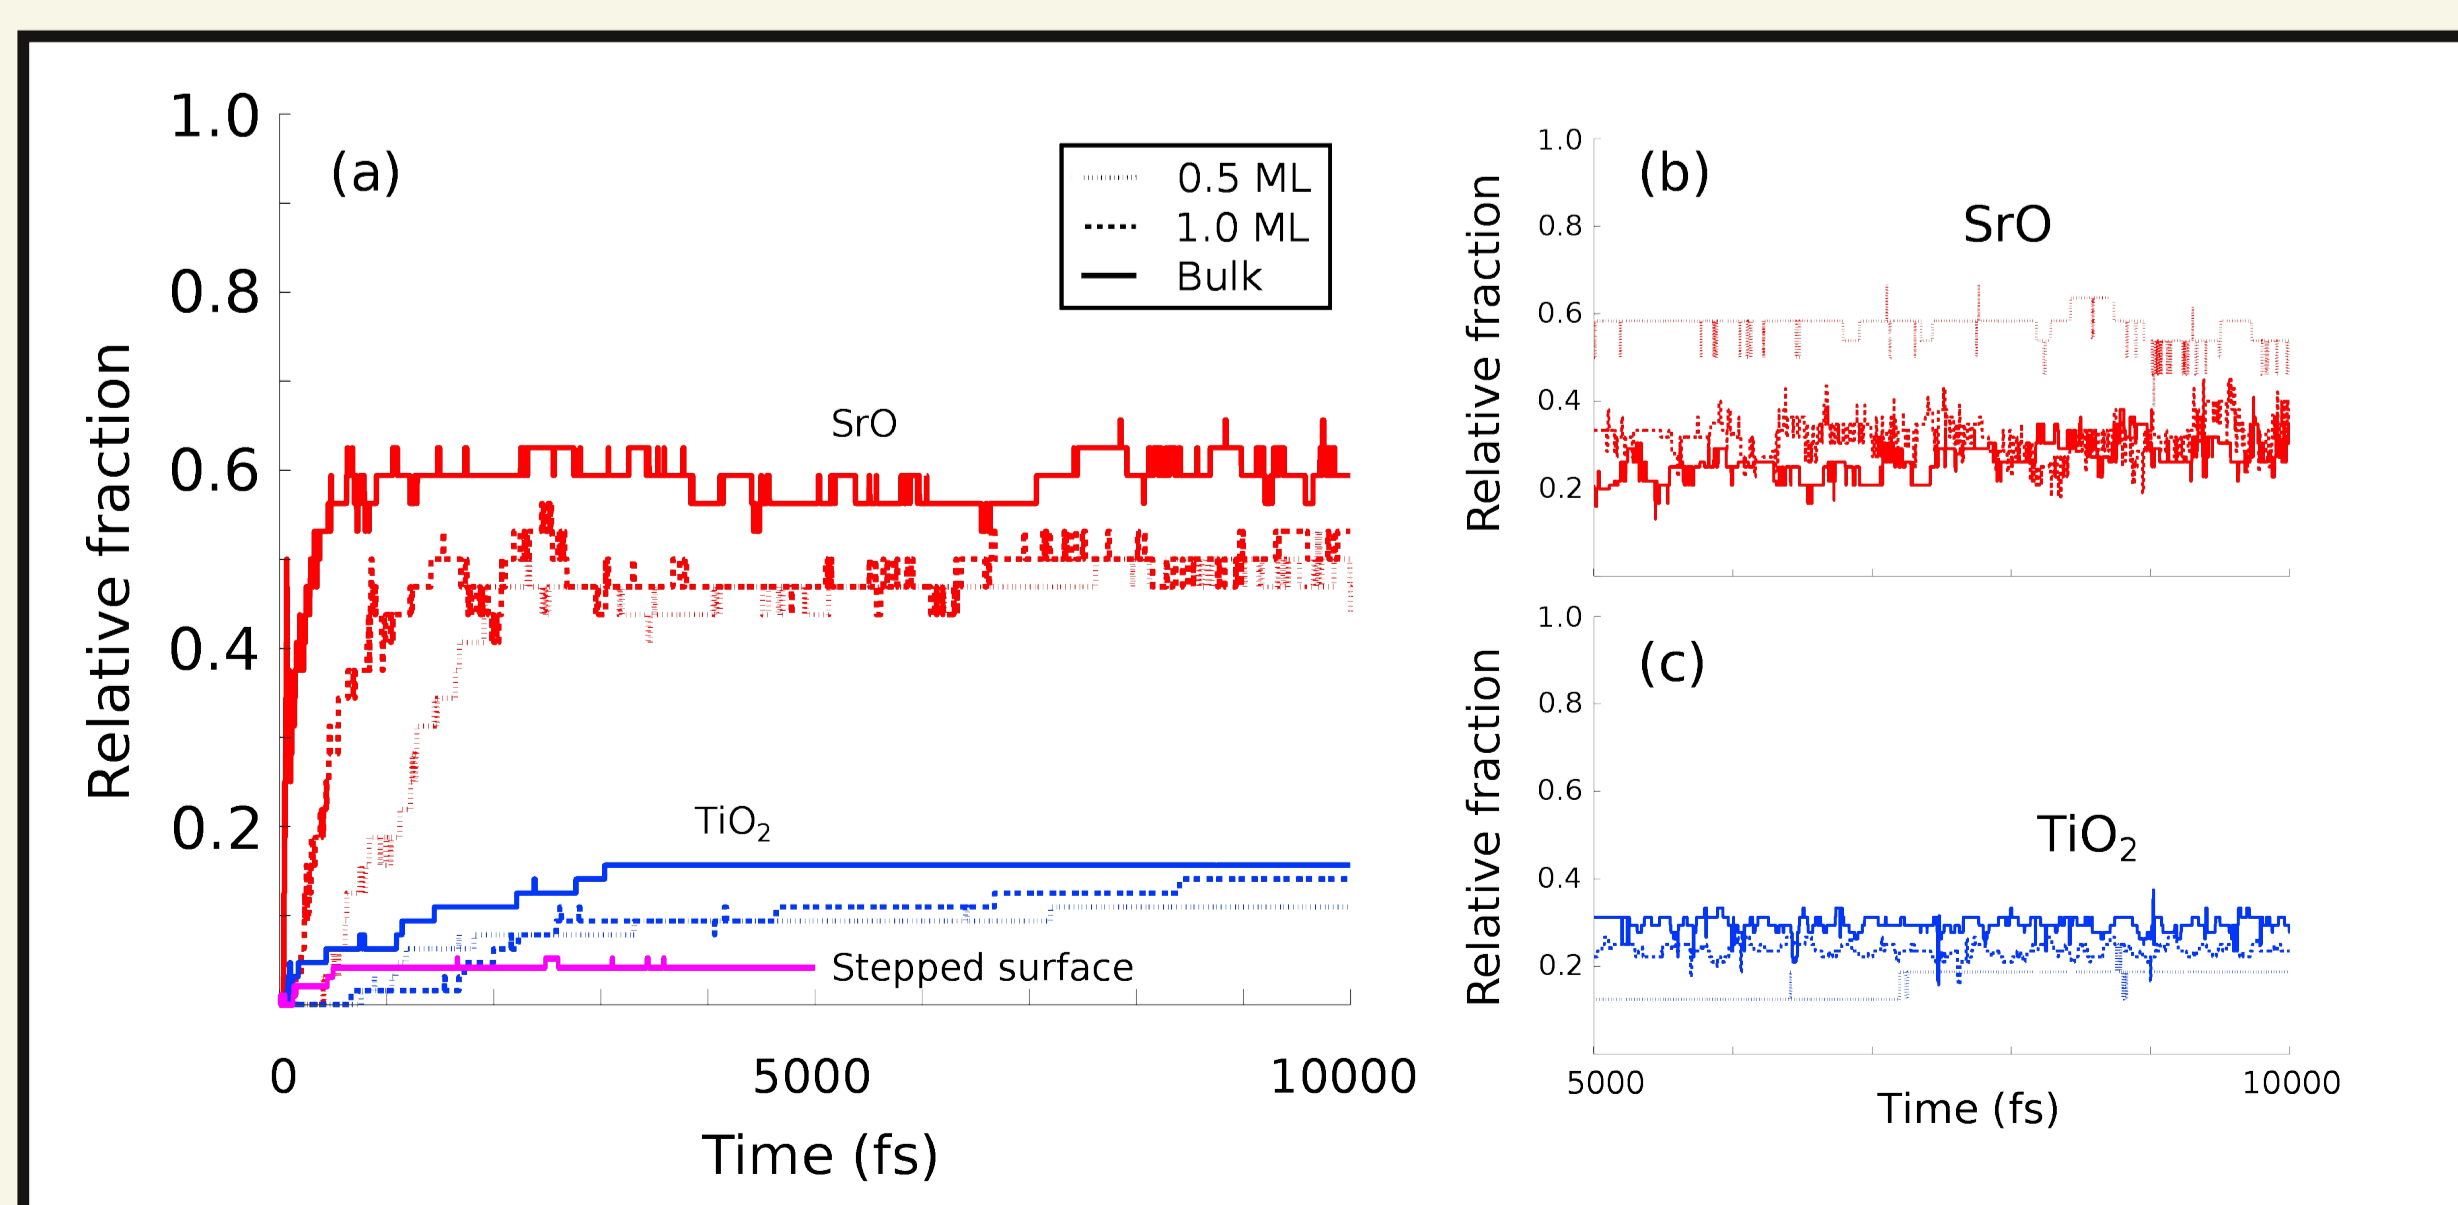 (a)
0.5 ML
1.0 ML
Bulk
1.0
0.8
0.6
0.4
0.2
Relative fraction
SrO
TiO₂
Stepped surface
0
5000
10000
Time (fs)
(b)
SrO
1.0
0.8
0.6
0.4
0.2
Relative fraction
(c)
TiO₂
1.0
0.8
0.6
0.4
0.2
Relative fraction
5000
10000
Time (fs)